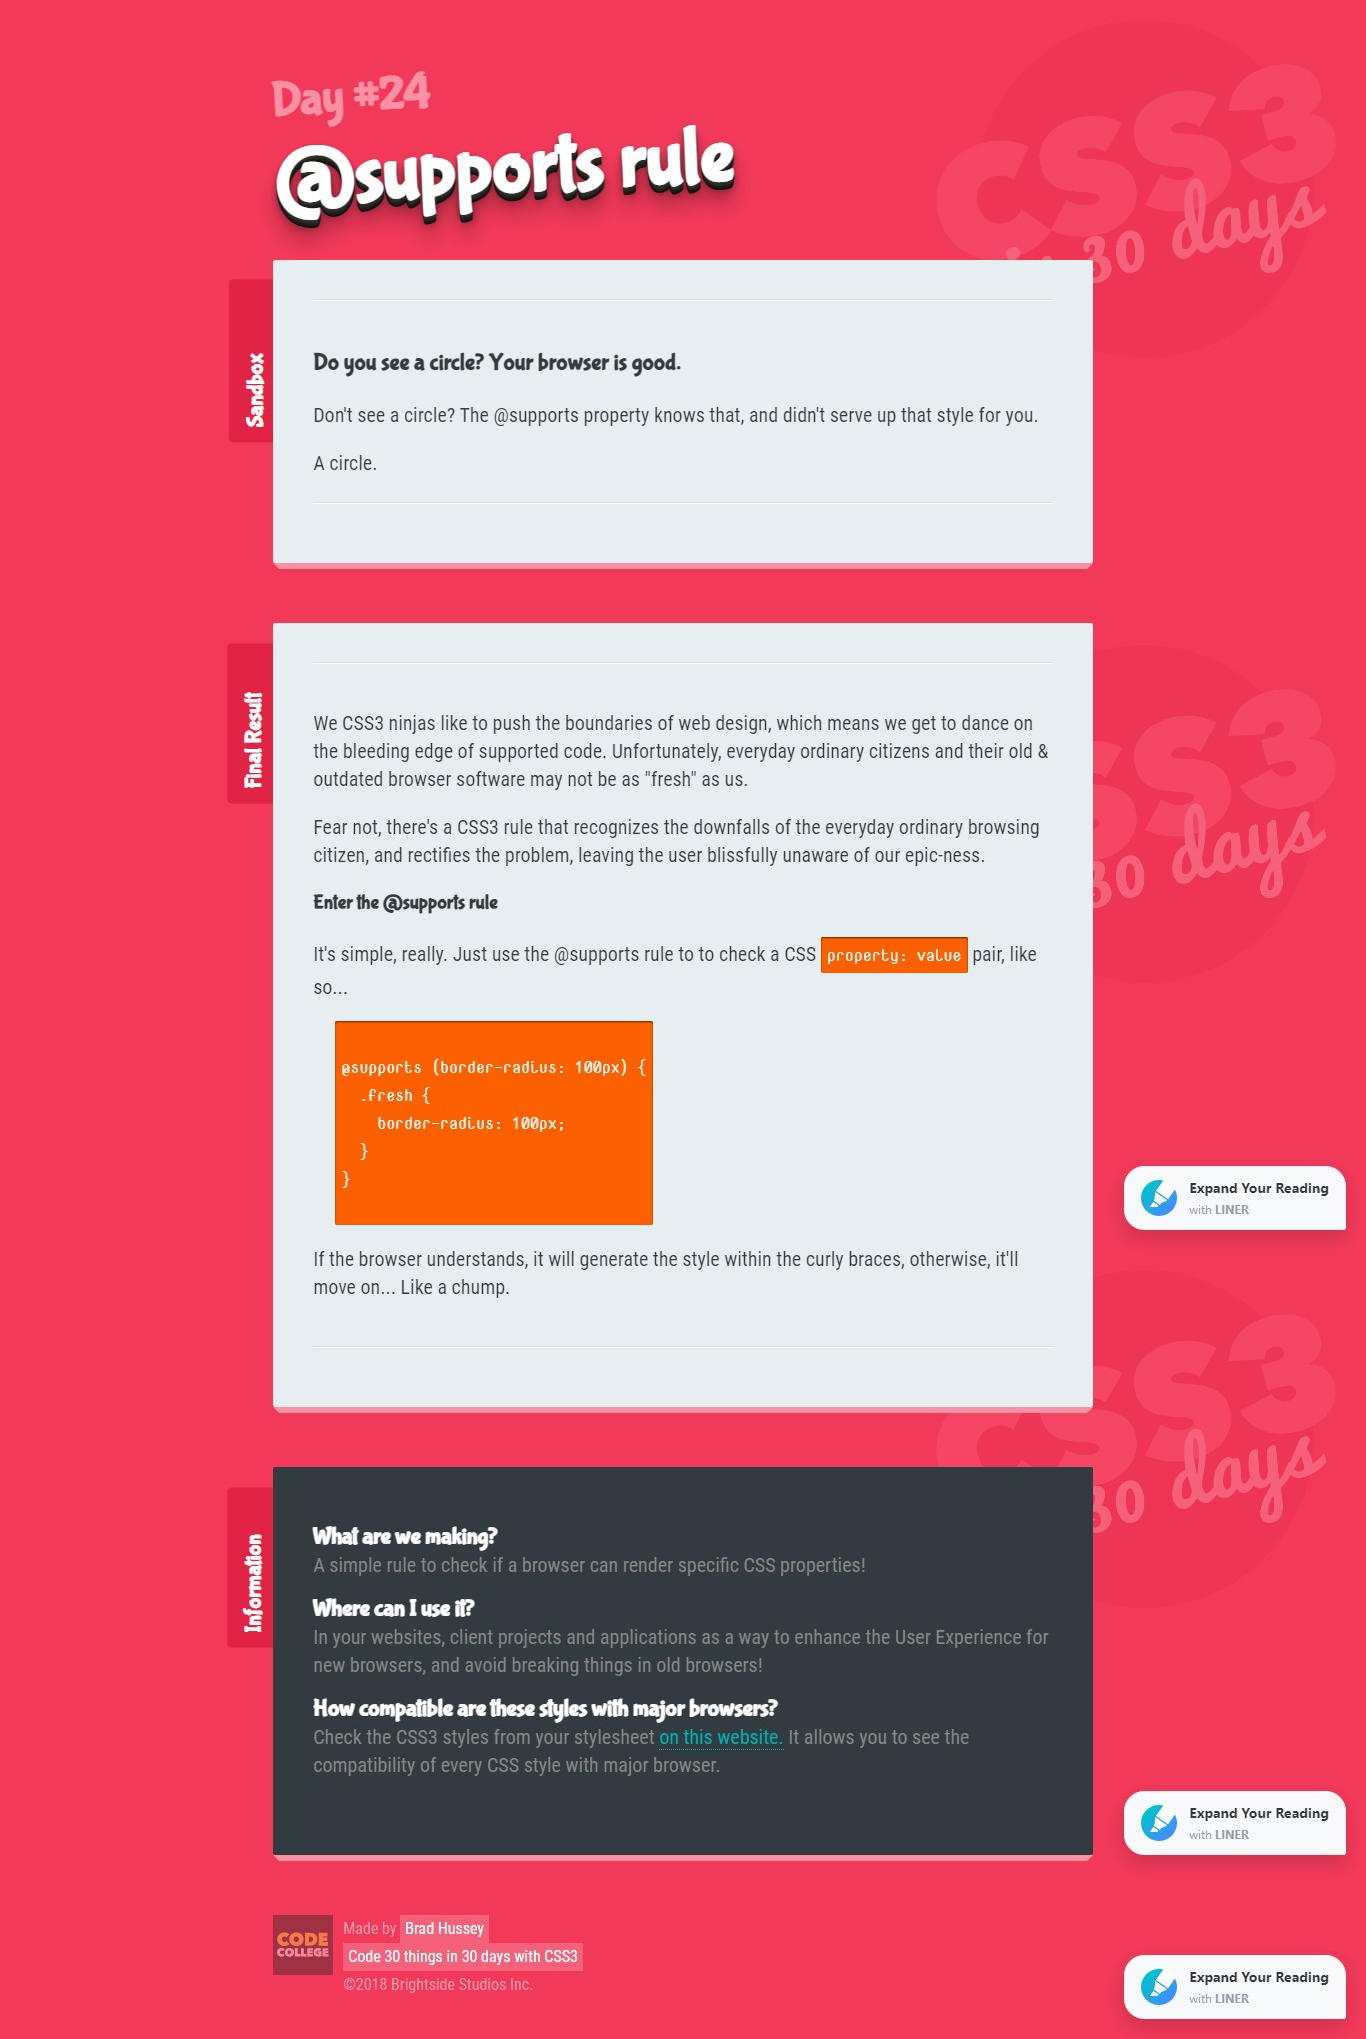 Day #24
@supports rule
CSS3
30 days
Sandbox
Do you see a circle? Your browser is good.
Don't see a circle? The @supports property knows that, and didn't serve up that style for you.
A circle.
Final Result
We CSS3 ninjas like to push the boundaries of web design, which means we get to dance on
the bleeding edge of supported code. Unfortunately, everyday ordinary citizens and their old &
outdated browser software may not be as "fresh" as us.
Fear not, there's a CSS3 rule that recognizes the downfalls of the everyday ordinary browsing
citizen, and rectifies the problem, leaving the user blissfully unaware of our epic-ness.
Enter the @supports rule
It's simple, really. Just use the @supports rule to to check a CSS property: value pair, like
so...
@supports (border-radius: 100px) {
.fresh {
border-radius: 100px;
}
}
If the browser understands, it will generate the style within the curly braces, otherwise, it'll
move on... Like a chump.
SS3
30 days
Expand Your Reading
with LINER
CSS3
30 days
Information
What are we making?
A simple rule to check if a browser can render specific CSS properties!
Where can I use it?
In your websites, client projects and applications as a way to enhance the User Experience for
new browsers, and avoid breaking things in old browsers!
How compatible are these styles with major browsers?
Check the CSS3 styles from your stylesheet on this website. It allows you to see the
compatibility of every CSS style with major browser.
Expand Your Reading
with LINER
CODE
COLLEGE
Made by Brad Hussey
Code 30 things in 30 days with CSS3
©2018 Brightside Studios Inc.
Expand Your Reading
with LINER